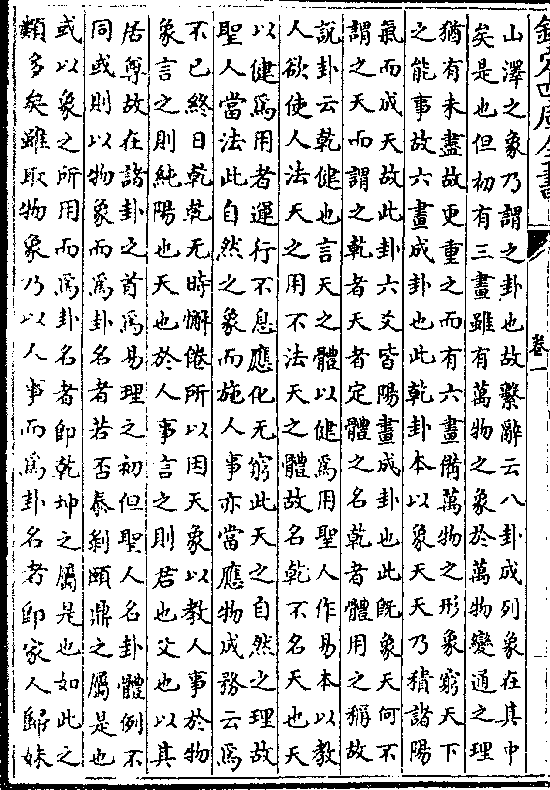 欽定四庫全書
卷一
山澤之象乃謂之卦也故繫辭云八卦成列象在其中
矣是也但初有三畫雖有萬物之象於萬物變通之理
猶有未盡故更重之而有六畫備萬物之形象窮天下
之能事故六畫成卦也此乾卦本以象天天乃積諸陽
氣而成天故此卦六爻皆陽畫成卦也此既象天何不
謂之天而謂之乾者天者定體之名乾者體用之稱故
說卦云乾健也言天之體以健爲用聖人作易本以教
人欲使人法天之用不法天之體故名乾不名天也天
以健爲用者運行不息應化无窮此天之自然之理故
聖人當法此自然之象而施人事亦當應物成務云爲
不已終日乾乾无時懈倦所以因天象以教人事於物
象言之則純陽也天也於人事言之則君也父也以其
居尊故在諸卦之首爲易理之初但聖人名卦體例不
同或則以物象而爲卦名者若否泰剝頤鼎之屬是也
或以象之所用而爲卦名者即乾坤之屬是也如此之
類多矣雖取物象乃以人事而爲卦名者即家人歸妹